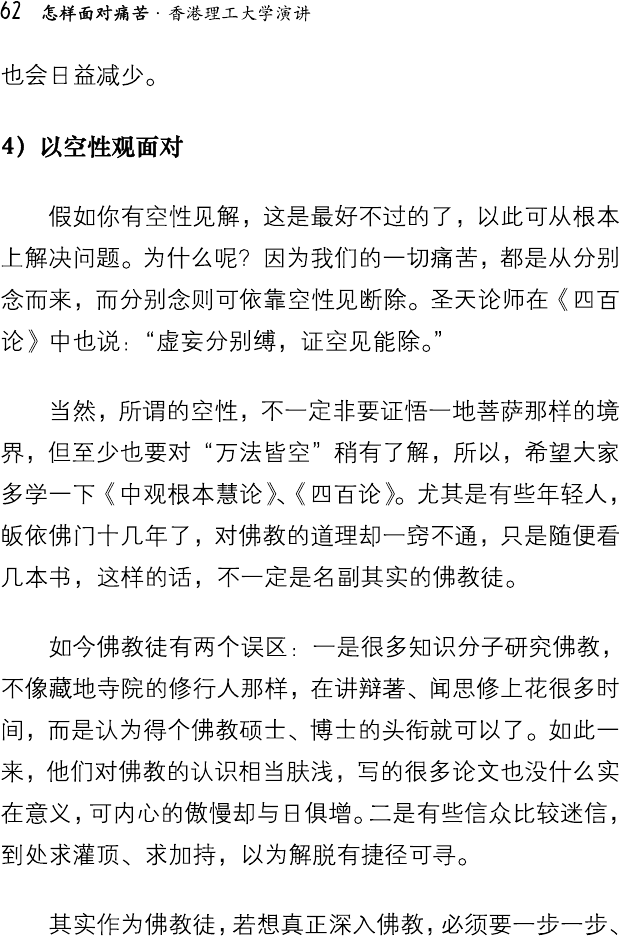 62 怎样面对痛苦·香港理工大学演讲
也会日益减少。
4）以空性观面对
假如你有空性见解，这是最好不过的了，以此可从根本
上解决问题。为什么呢？因为我们的一切痛苦，都是从分别
念而来，而分别念则可依靠空性见断除。圣天论师在《四百
论》中也说：“虚妄分别缚，证空见能除。”
当然，所谓的空性，不一定非要证悟一地菩萨那样的境
界，但至少也要对“万法皆空”稍有了解，所以，希望大家
多学一下《中观根本慧论》、《四百论》。尤其是有些年轻人，
皈依佛门十几年了，对佛教的道理却一窍不通，只是随便看
几本书，这样的话，不一定是名副其实的佛教徒。
如今佛教徒有两个误区：一是很多知识分子研究佛教，
不像藏地寺院的修行人那样，在讲辩著、闻思修上花很多时
间，而是认为得个佛教硕士、博士的头衔就可以了。如此一
来，他们对佛教的认识相当肤浅，写的很多论文也没什么实
在意义，可内心的傲慢却与日俱增。二是有些信众比较迷信，
到处求灌顶、求加持，以为解脱有捷径可寻。
其实作为佛教徒，若想真正深入佛教，必须要一步一步、